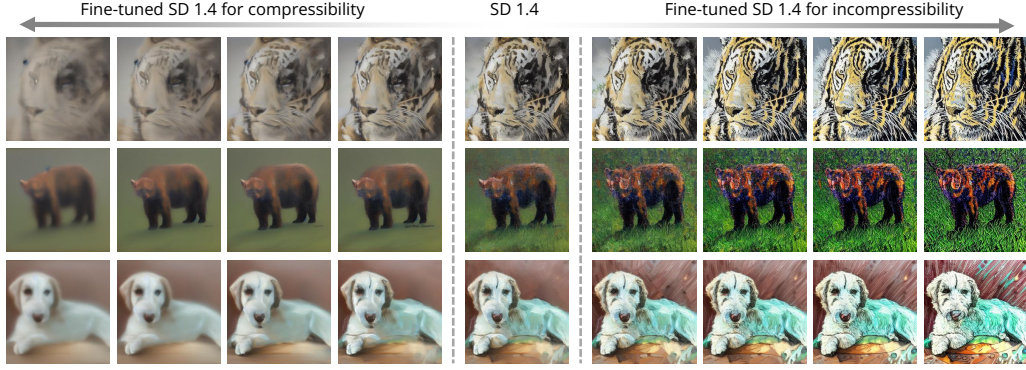 Fine-tuned SD 1.4 for compressibility
SD 1.4
Fine-tuned SD 1.4 for incompressibility